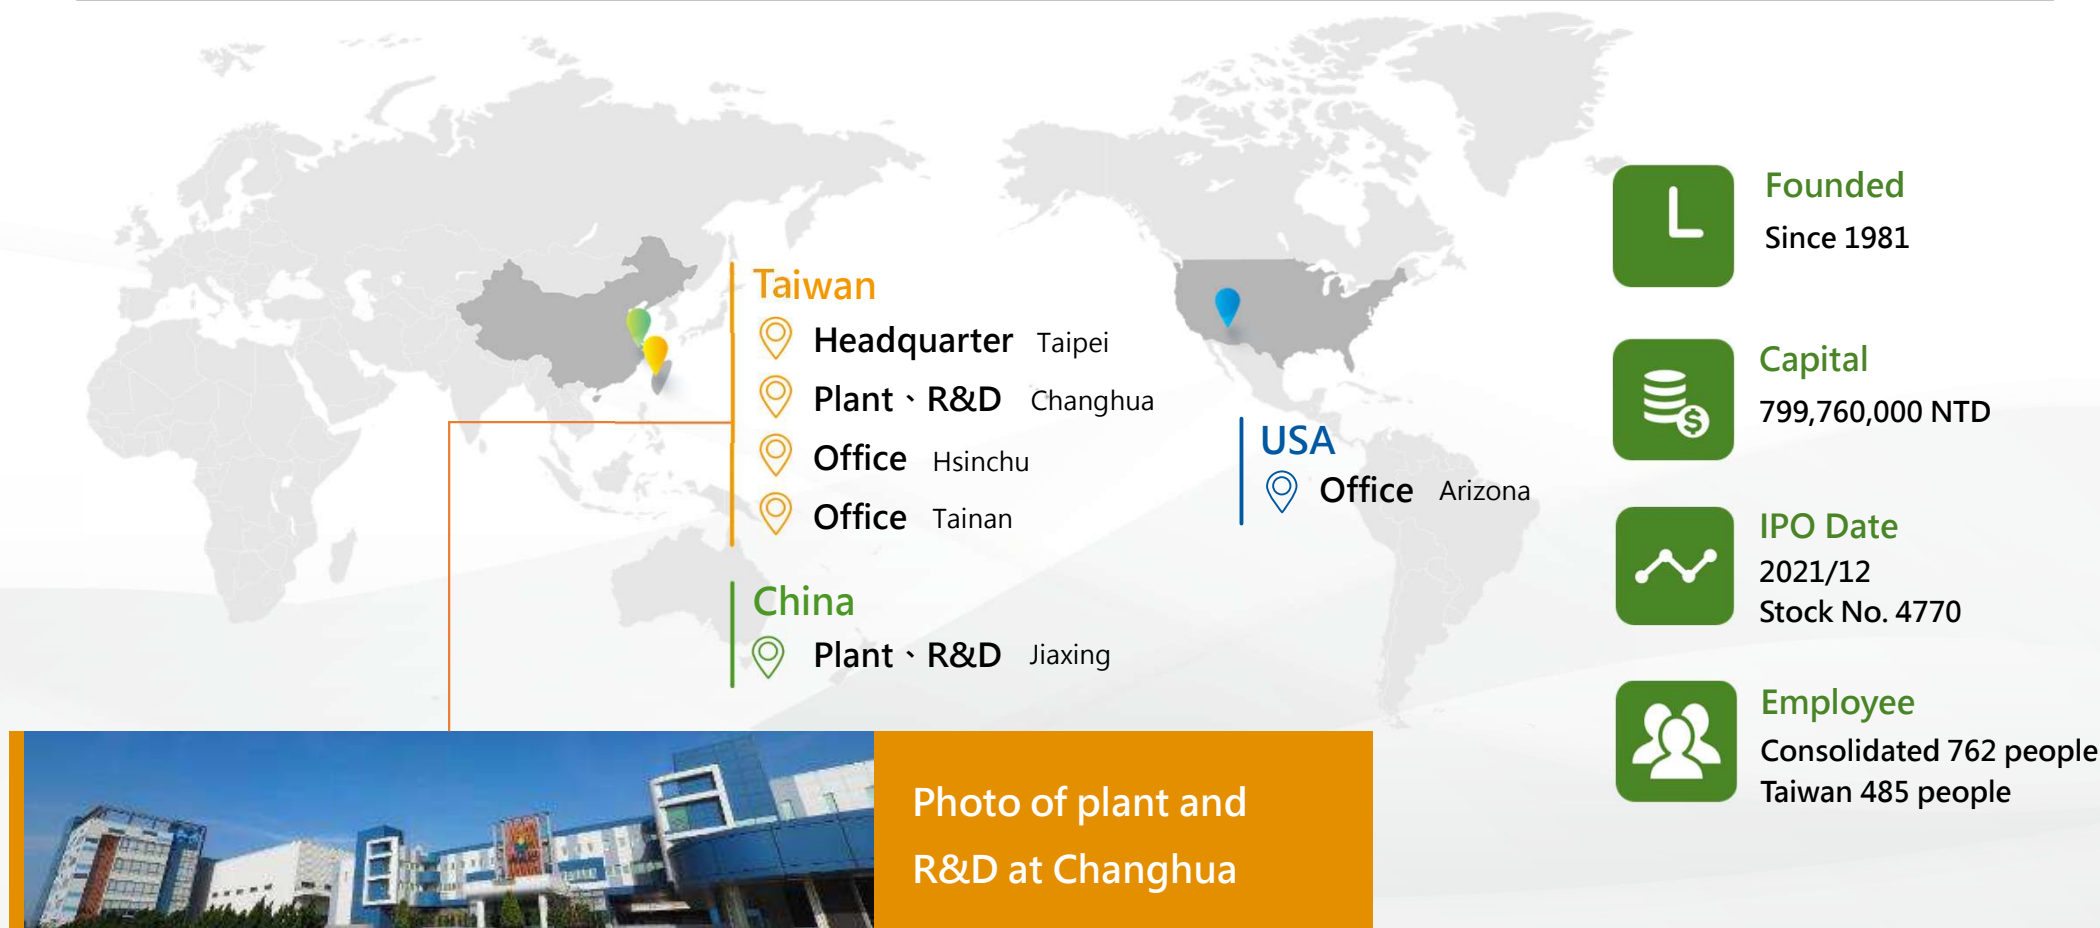 Taiwan
Headquarter Taipei
Plant、R&D Changhua
Office Hsinchu
Office Tainan
China
Plant、R&D Jiaxing
USA
Office Arizona
Founded
Since 1981
Capital
799,760,000 NTD
IPO Date
2021/12
Stock No. 4770
Employee
Consolidated 762 people
Taiwan 485 people
Photo of plant and
R&D at Changhua